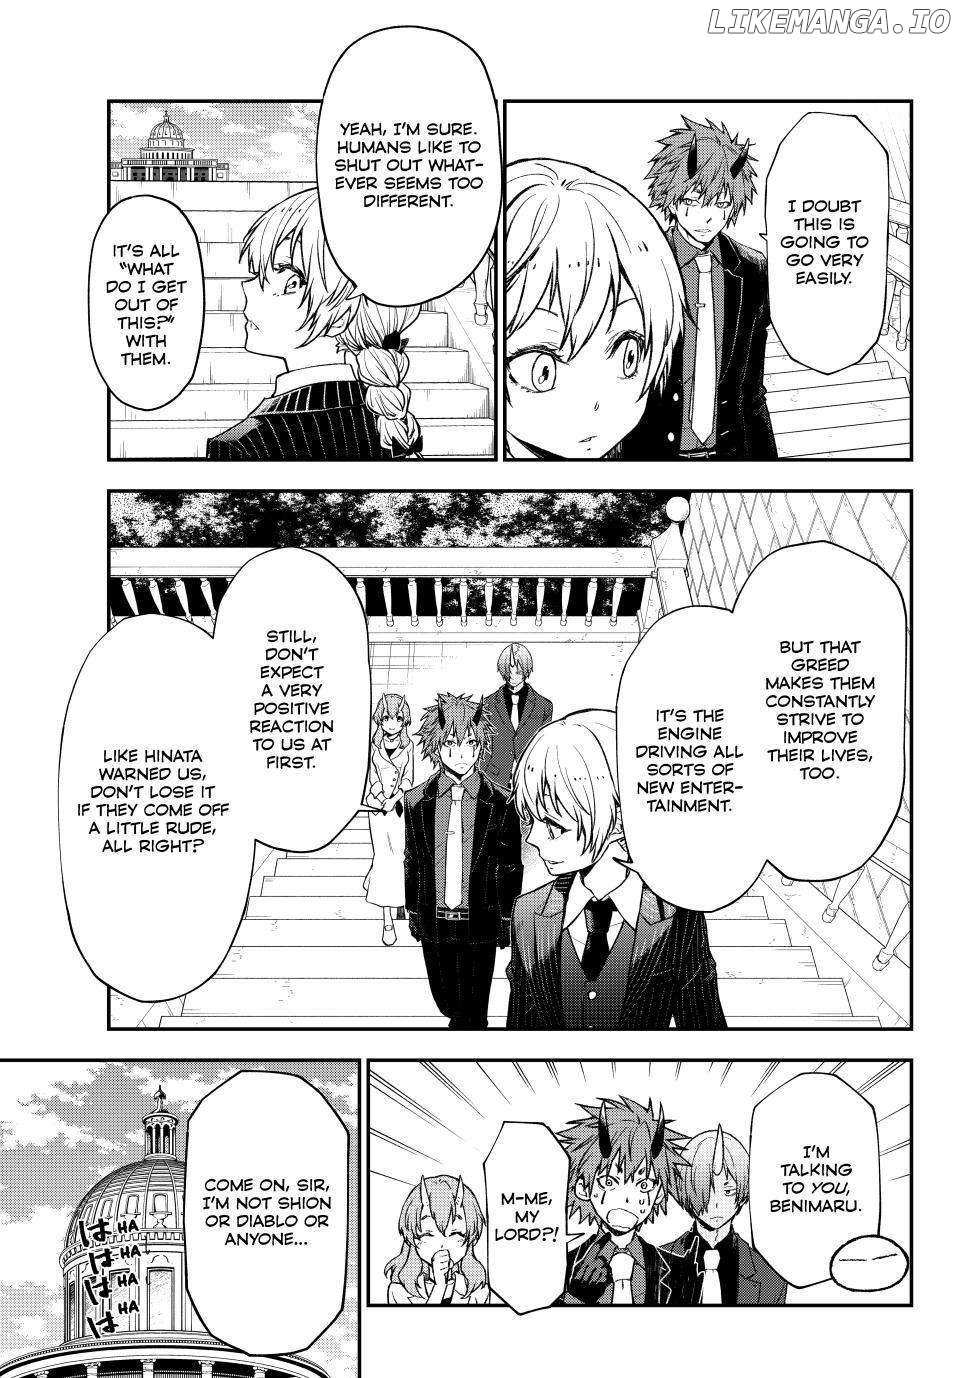 LIKEMANGA.IO
I DOUBT
THIS IS
GOING TO
GO VERY
EASILY.
YEAH, I'M SURE.
HUMANS LIKE TO
SHUT OUT WHAT-
EVER SEEMS TOO
DIFFERENT.
IT'S ALL
"WHAT
DO I GET
OUT OF
THIS?"
WITH
THEM.
BUT THAT
GREED
MAKES THEM
CONSTANTLY
STRIVE TO
IMPROVE
THEIR LIVES,
TOO.
IT'S THE
ENGINE
DRIVING ALL
SORTS OF
NEW ENTER-
TAINMENT.
STILL,
DON'T
EXPECT
A VERY
POSITIVE
REACTION
TO US AT
FIRST.
LIKE HINATA
WARNED US,
DON'T LOSE IT
IF THEY COME OFF
A LITTLE RUDE,
ALL RIGHT?
I'M
TALKING
TO YOU,
BENIMARU.
M-ME,
MY
LORD?!
COME ON, SIR,
I'M NOT SHION
OR DIABLO OR
ANYONE...
は HA
は HA
は HA
は HA